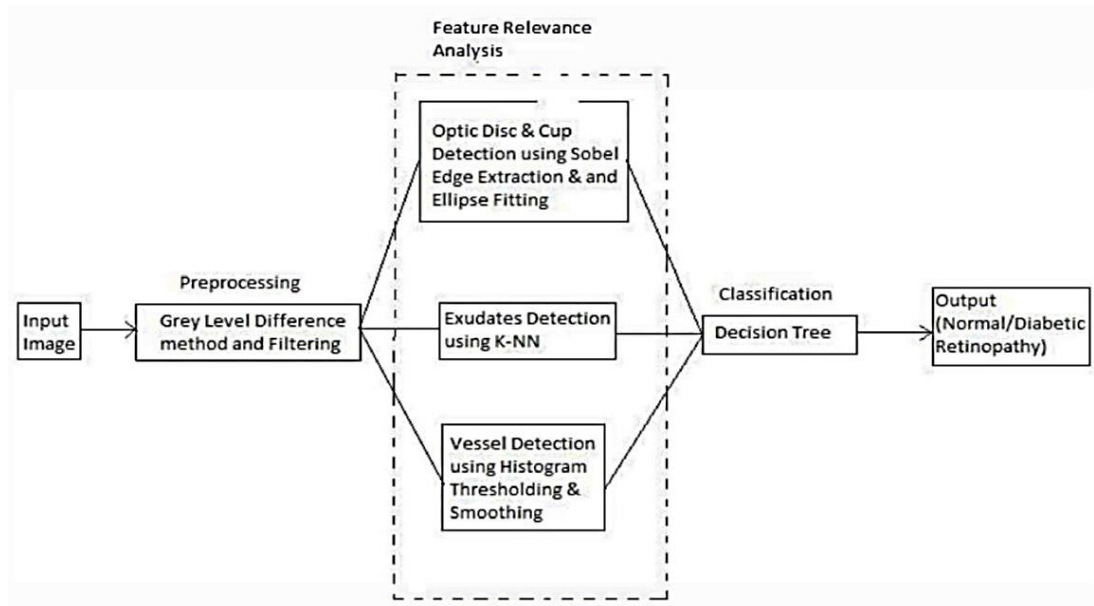 Feature Relevance
Analysis
Optic Disc & Cup
Detection using Sobel
Edge Extraction & and
Ellipse Fitting
Preprocessing
Input
Image
Grey Level Difference
method and Filtering
Exudates Detection
using K-NN
Classification
Decision Tree
Output
(Normal/Diabetic
Retinopathy)
Vessel Detection
using Histogram
Thresholding &
Smoothing